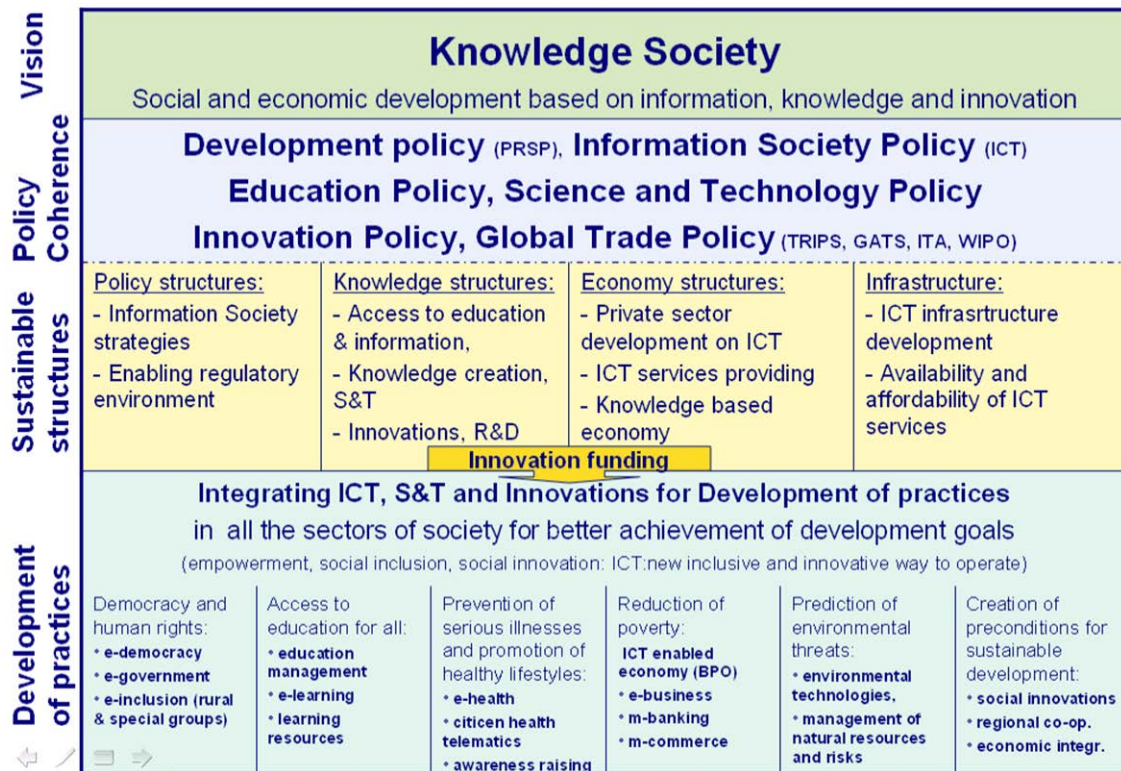 Vision
Knowledge Society
Social and economic development based on information, knowledge and innovation
Policy
Coherence
Development policy (PRSP), Information Society Policy (ICT)
Education Policy, Science and Technology Policy
Innovation Policy, Global Trade Policy (TRIPS, GATS, ITA, WIPO)
Sustainable
structures
Policy structures:
- Information Society
strategies
- Enabling regulatory
environment
Knowledge structures:
- Access to education
& information,
- Knowledge creation,
S&T
- Innovations, R&D
Economy structures:
- Private sector
development on ICT
- ICT services providing
- Knowledge based
economy
Infrastructure:
- ICT infrasrtructure
development
- Availability and
affordability of ICT
services
Innovation funding
Development
of practices
Integrating ICT, S&T and Innovations for Development of practices
in all the sectors of society for better achievement of development goals
(empowerment, social inclusion, social innovation: ICT:new inclusive and innovative way to operate)
Democracy and
human rights:
• e-democracy
• e-government
• e-inclusion (rural
& special groups)
Access to
education for all:
• education
management
• e-learning
• learning
resources
Prevention of
serious illnesses
and promotion of
healthy lifestyles:
• e-health
• citicen health
telematics
• awareness raising
Reduction of
poverty:
ICT enabled
economy (BPO)
• e-business
• m-banking
• m-commerce
Prediction of
environmental
threats:
• environmental
technologies,
• management of
natural resources
and risks
Creation of
preconditions for
sustainable
development:
• social innovations
• regional co-op.
• economic integr.